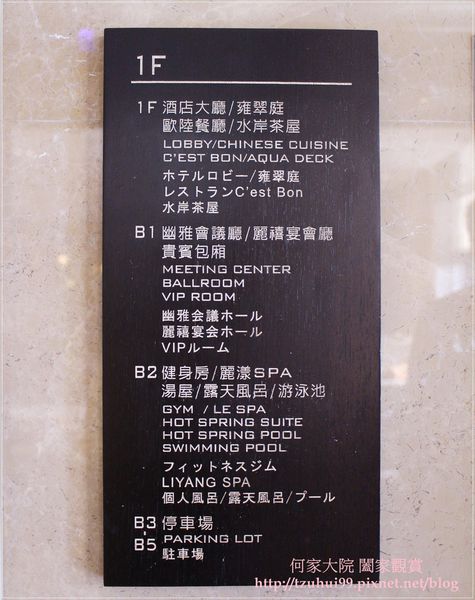 1F
1F 酒店大廳/雍翠庭
歐陸餐廳/水岸茶屋
LOBBY/CHINESE CUISINE
C'EST BON/AQUA DECK
ホテルロビー/雍翠庭
レストランC'est Bon
水岸茶屋
B1 幽雅會議廳/麗禧宴會廳
貴賓包廂
MEETING CENTER
BALLROOM
VIP ROOM
幽雅会議ホール
麗禧宴会ホール
VIPルーム
B2 健身房/麗漾SPA
湯屋/露天風呂/游泳池
GYM / LE SPA
HOT SPRING SUITE
HOT SPRING POOL
SWIMMING POOL
フィットネスジム
LIYANG SPA
個人風呂/露天風呂/プール
B3-B5 停車場
PARKING LOT
駐車場
何家大院 闔家觀賞
http://tzuhui99.pixnet.net/blog